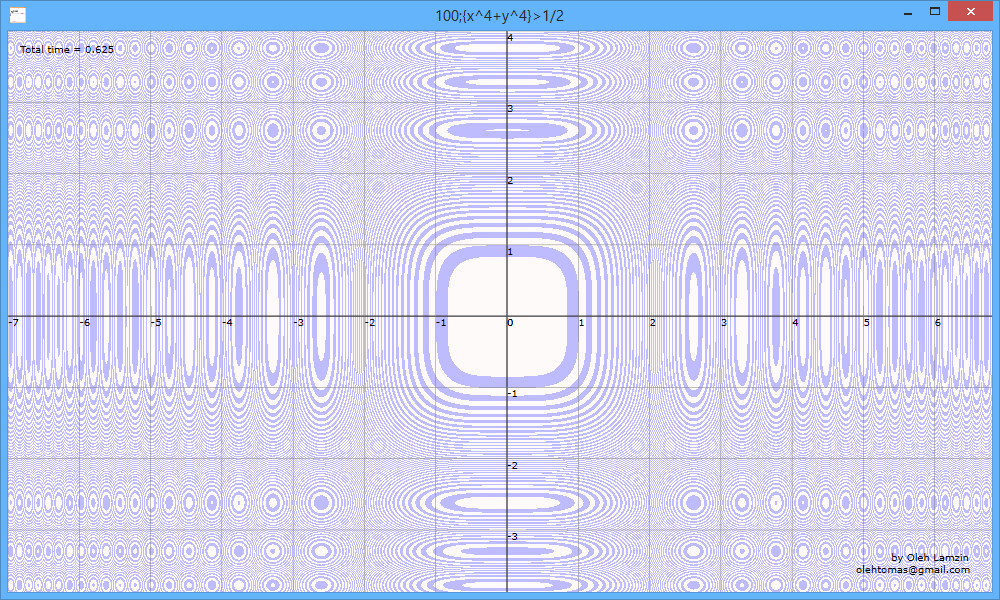 100;{x^4+y^4}>1/2
Total time = 0.625
4
3
2
1
-7 -6 -5 -4 -3 -2 -1 0 1 2 3 4 5 6
-1
-2
-3
by Oleh Lamzin
olehtomas@gmail.com